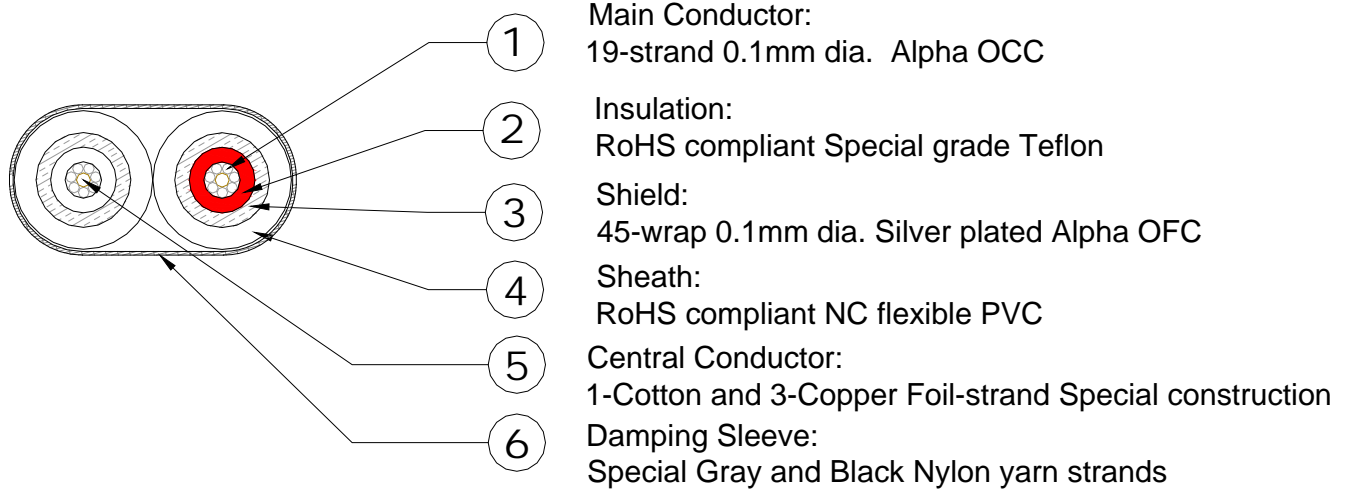 1
Main Conductor:
19-strand 0.1mm dia. Alpha OCC
2
Insulation:
RoHS compliant Special grade Teflon
3
Shield:
45-wrap 0.1mm dia. Silver plated Alpha OFC
4
Sheath:
RoHS compliant NC flexible PVC
5
Central Conductor:
1-Cotton and 3-Copper Foil-strand Special construction
6
Damping Sleeve:
Special Gray and Black Nylon yarn strands